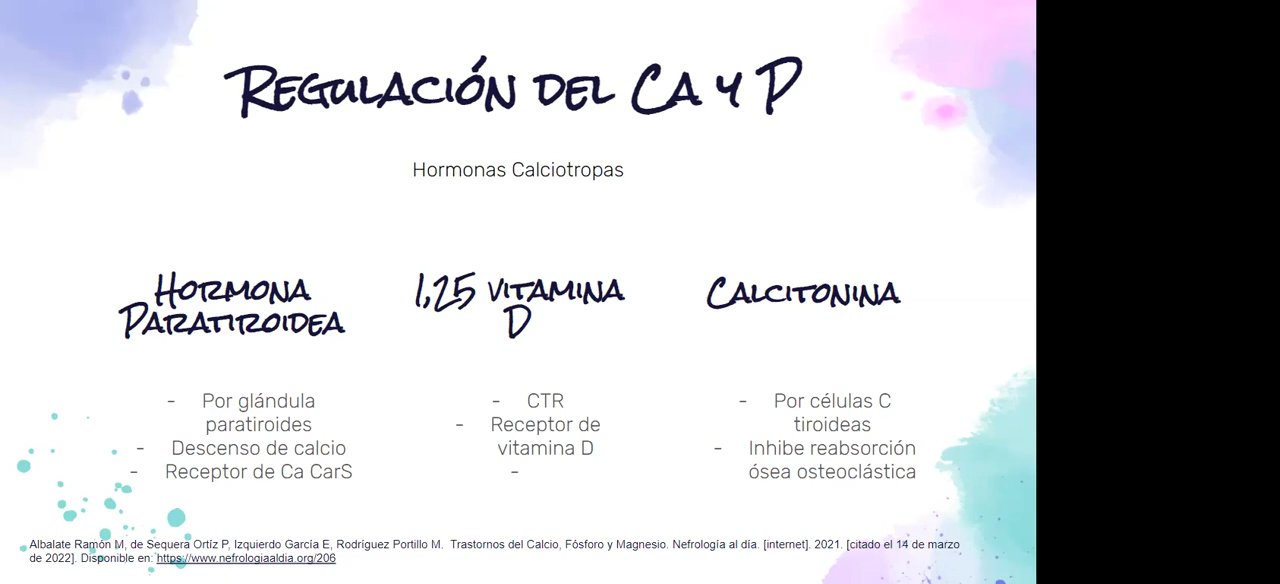 Regulación del Ca y P
Hormonas Calciotropas
Hormona
Paratiroidea
- Por glándula
paratiroides
- Descenso de calcio
- Receptor de Ca CarS
1,25 vitamina
D
- CTR
- Receptor de
vitamina D
-
Calcitonina
- Por células C
tiroideas
- Inhibe reabsorción
ósea osteoclástica
Albalate Ramón M, de Sequera Ortíz P, Izquierdo García E, Rodríguez Portillo M. Trastornos del Calcio, Fósforo y Magnesio. Nefrología al día. [internet]. 2021. [citado el 14 de marzo
de 2022]. Disponible en: https://www.nefrologiaaldia.org/206